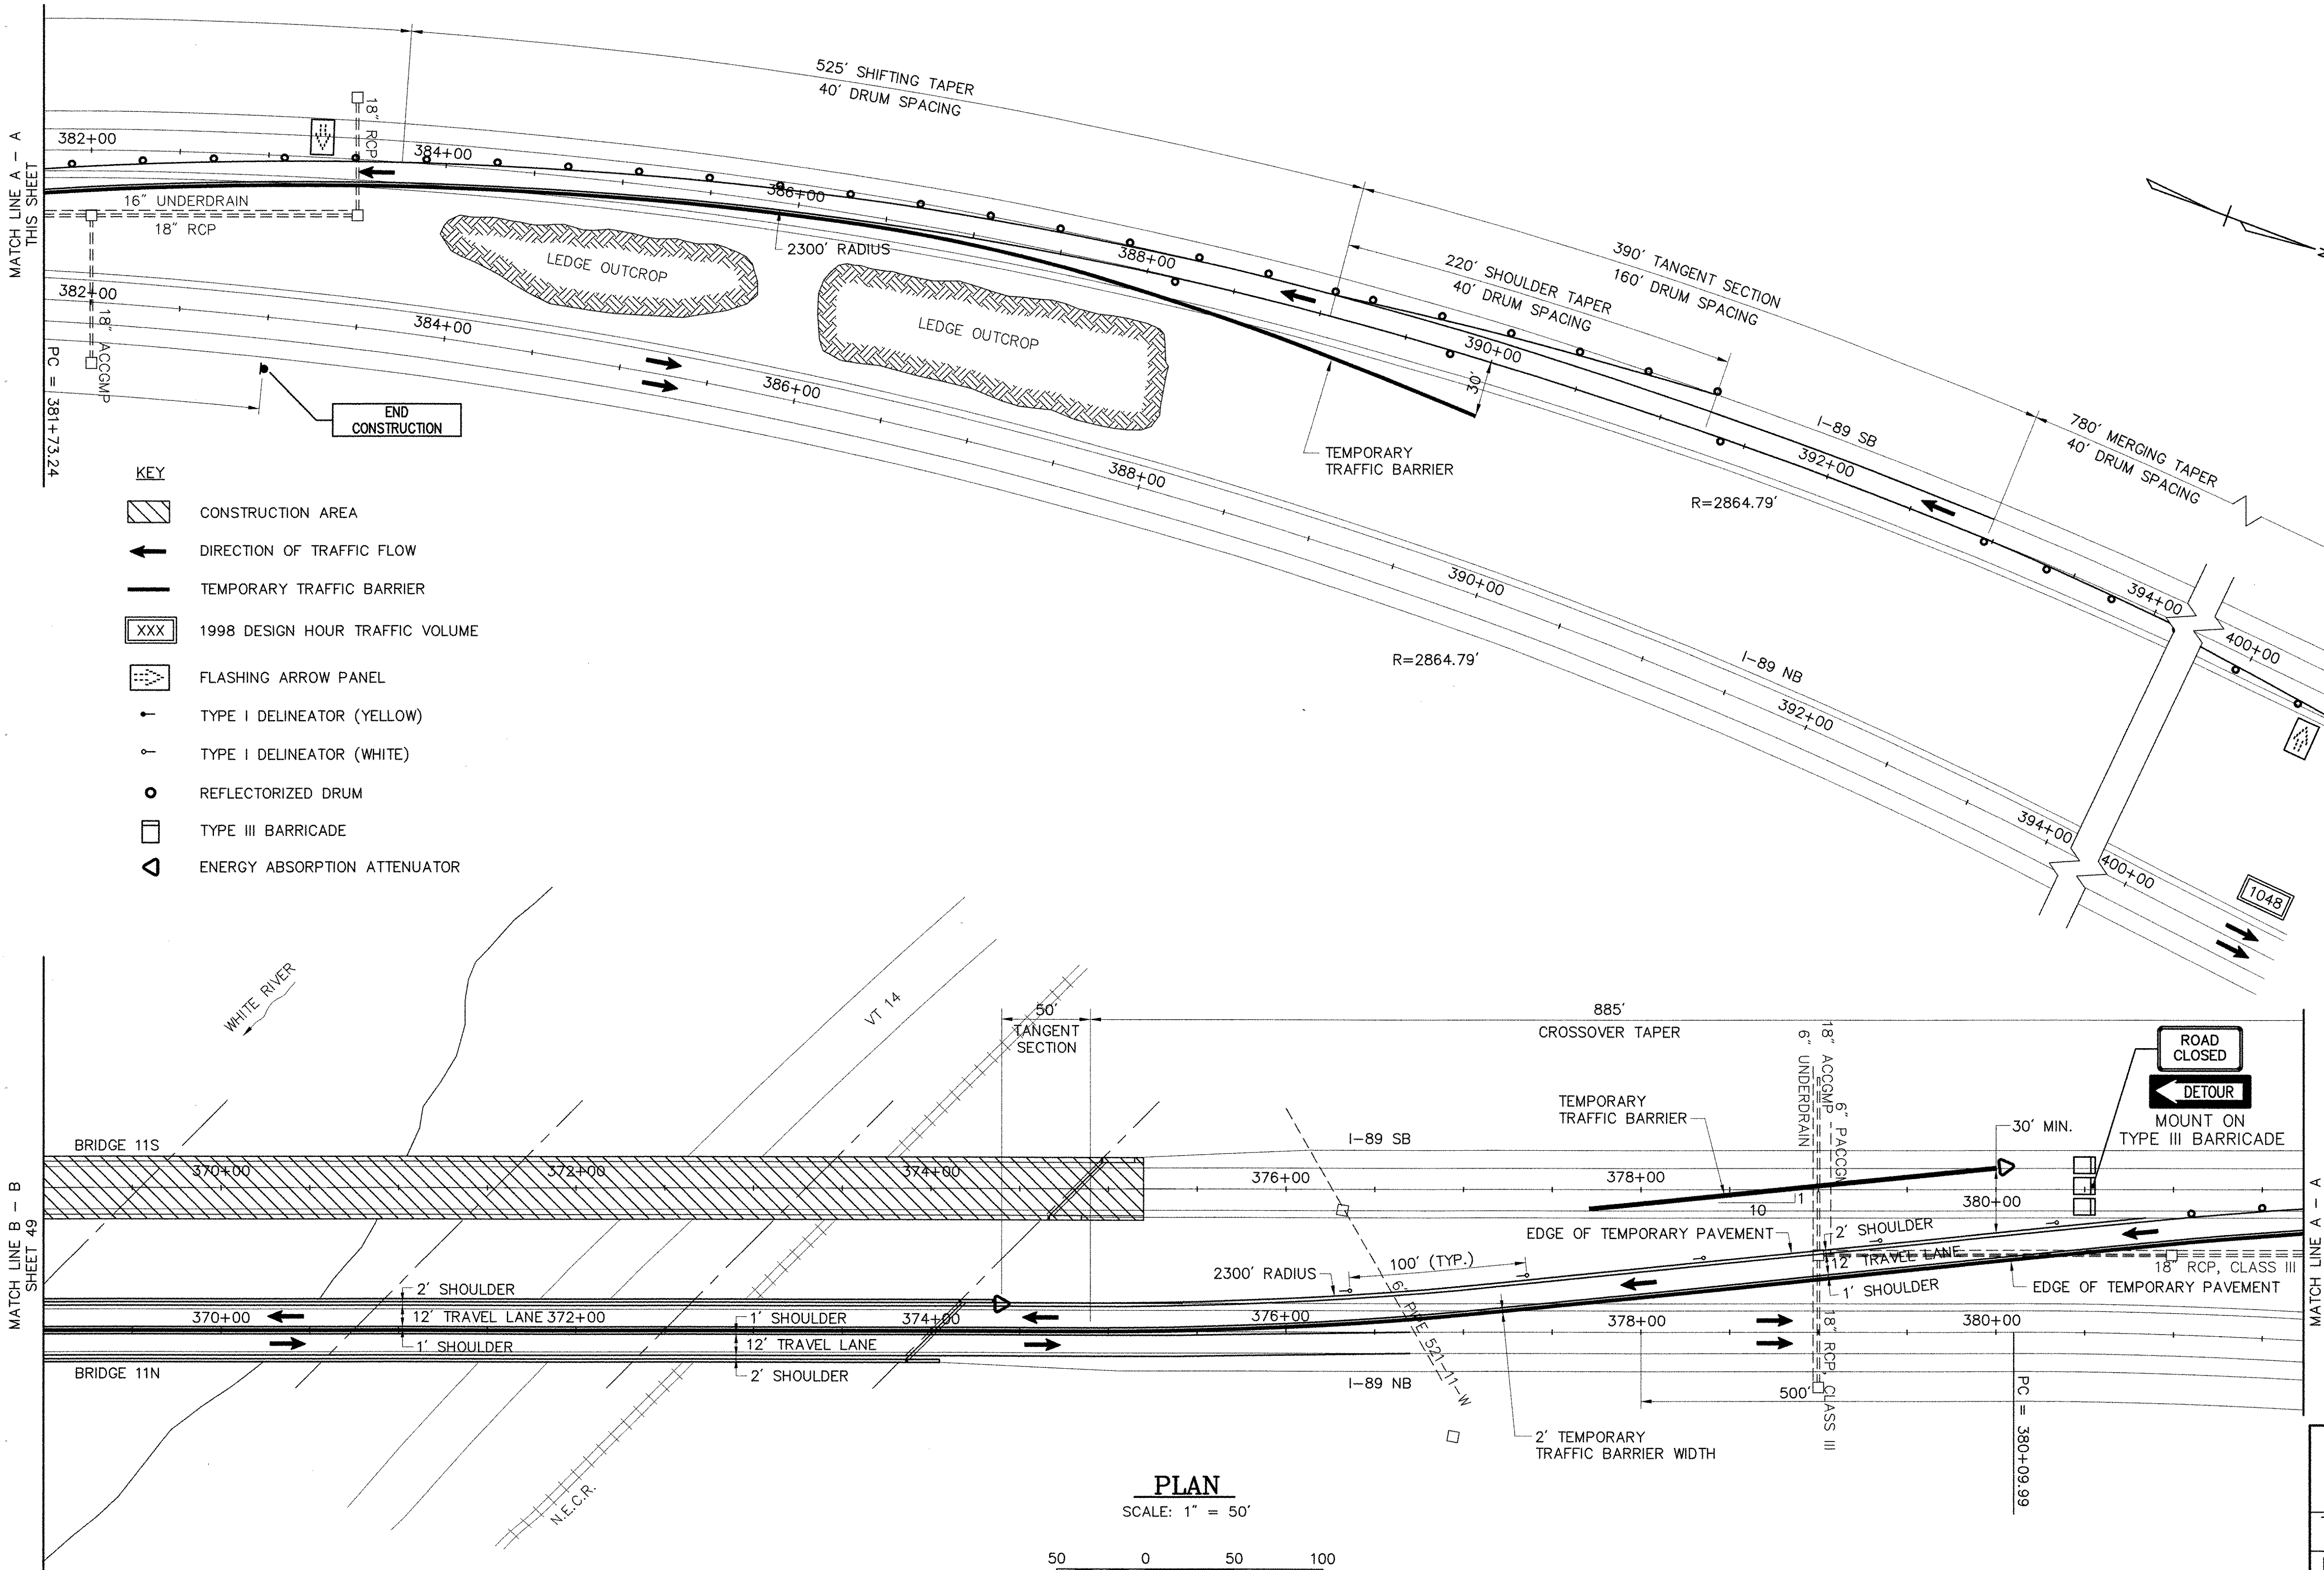 MATCH LINE A - A
THIS SHEET
525' SHIFTING TAPER
40' DRUM SPACING
390' TANGENT SECTION
160' DRUM SPACING
220' SHOULDER TAPER
40' DRUM SPACING
780' MERGING TAPER
40' DRUM SPACING
382+00
18" RCP
384+00
386+00
388+00
390+00
392+00
394+00
400+00
I-89 SB
16" UNDERDRAIN
18" RCP
2300' RADIUS
LEDGE OUTCROP
LEDGE OUTCROP
30'
TEMPORARY
TRAFFIC BARRIER
R=2864.79'
382+00
18" ACCGMP
PC = 381+73.24
384+00
386+00
388+00
390+00
392+00
394+00
400+00
R=2864.79'
I-89 NB
1048
END
CONSTRUCTION
KEY
CONSTRUCTION AREA
DIRECTION OF TRAFFIC FLOW
TEMPORARY TRAFFIC BARRIER
XXX
1998 DESIGN HOUR TRAFFIC VOLUME
FLASHING ARROW PANEL
TYPE I DELINEATOR (YELLOW)
TYPE I DELINEATOR (WHITE)
REFLECTORIZED DRUM
TYPE III BARRICADE
ENERGY ABSORPTION ATTENUATOR
MATCH LINE B - B
SHEET 49
WHITE RIVER
VT 14
50'
TANGENT
SECTION
885'
CROSSOVER TAPER
6" UNDERDRAIN
18" ACCGMP
ROAD
CLOSED
DETOUR
MOUNT ON
TYPE III BARRICADE
TEMPORARY
TRAFFIC BARRIER
30' MIN.
BRIDGE 11S
I-89 SB
370+00
372+00
374+00
376+00
378+00
380+00
1
10
EDGE OF TEMPORARY PAVEMENT
2' SHOULDER
12' TRAVEL LANE
1' SHOULDER
18" RCP, CLASS III
EDGE OF TEMPORARY PAVEMENT
100' (TYP.)
2300' RADIUS
6' PWE 521-11-W
2' SHOULDER
370+00
12' TRAVEL LANE
372+00
374+00
376+00
378+00
380+00
1' SHOULDER
1' SHOULDER
12' TRAVEL LANE
2' SHOULDER
BRIDGE 11N
I-89 NB
500'
18" RCP, CLASS III
PC = 380+09.99
2' TEMPORARY
TRAFFIC BARRIER WIDTH
N.E.C.R.
MATCH LINE A - A
PLAN
SCALE: 1" = 50'
50 0 50 100